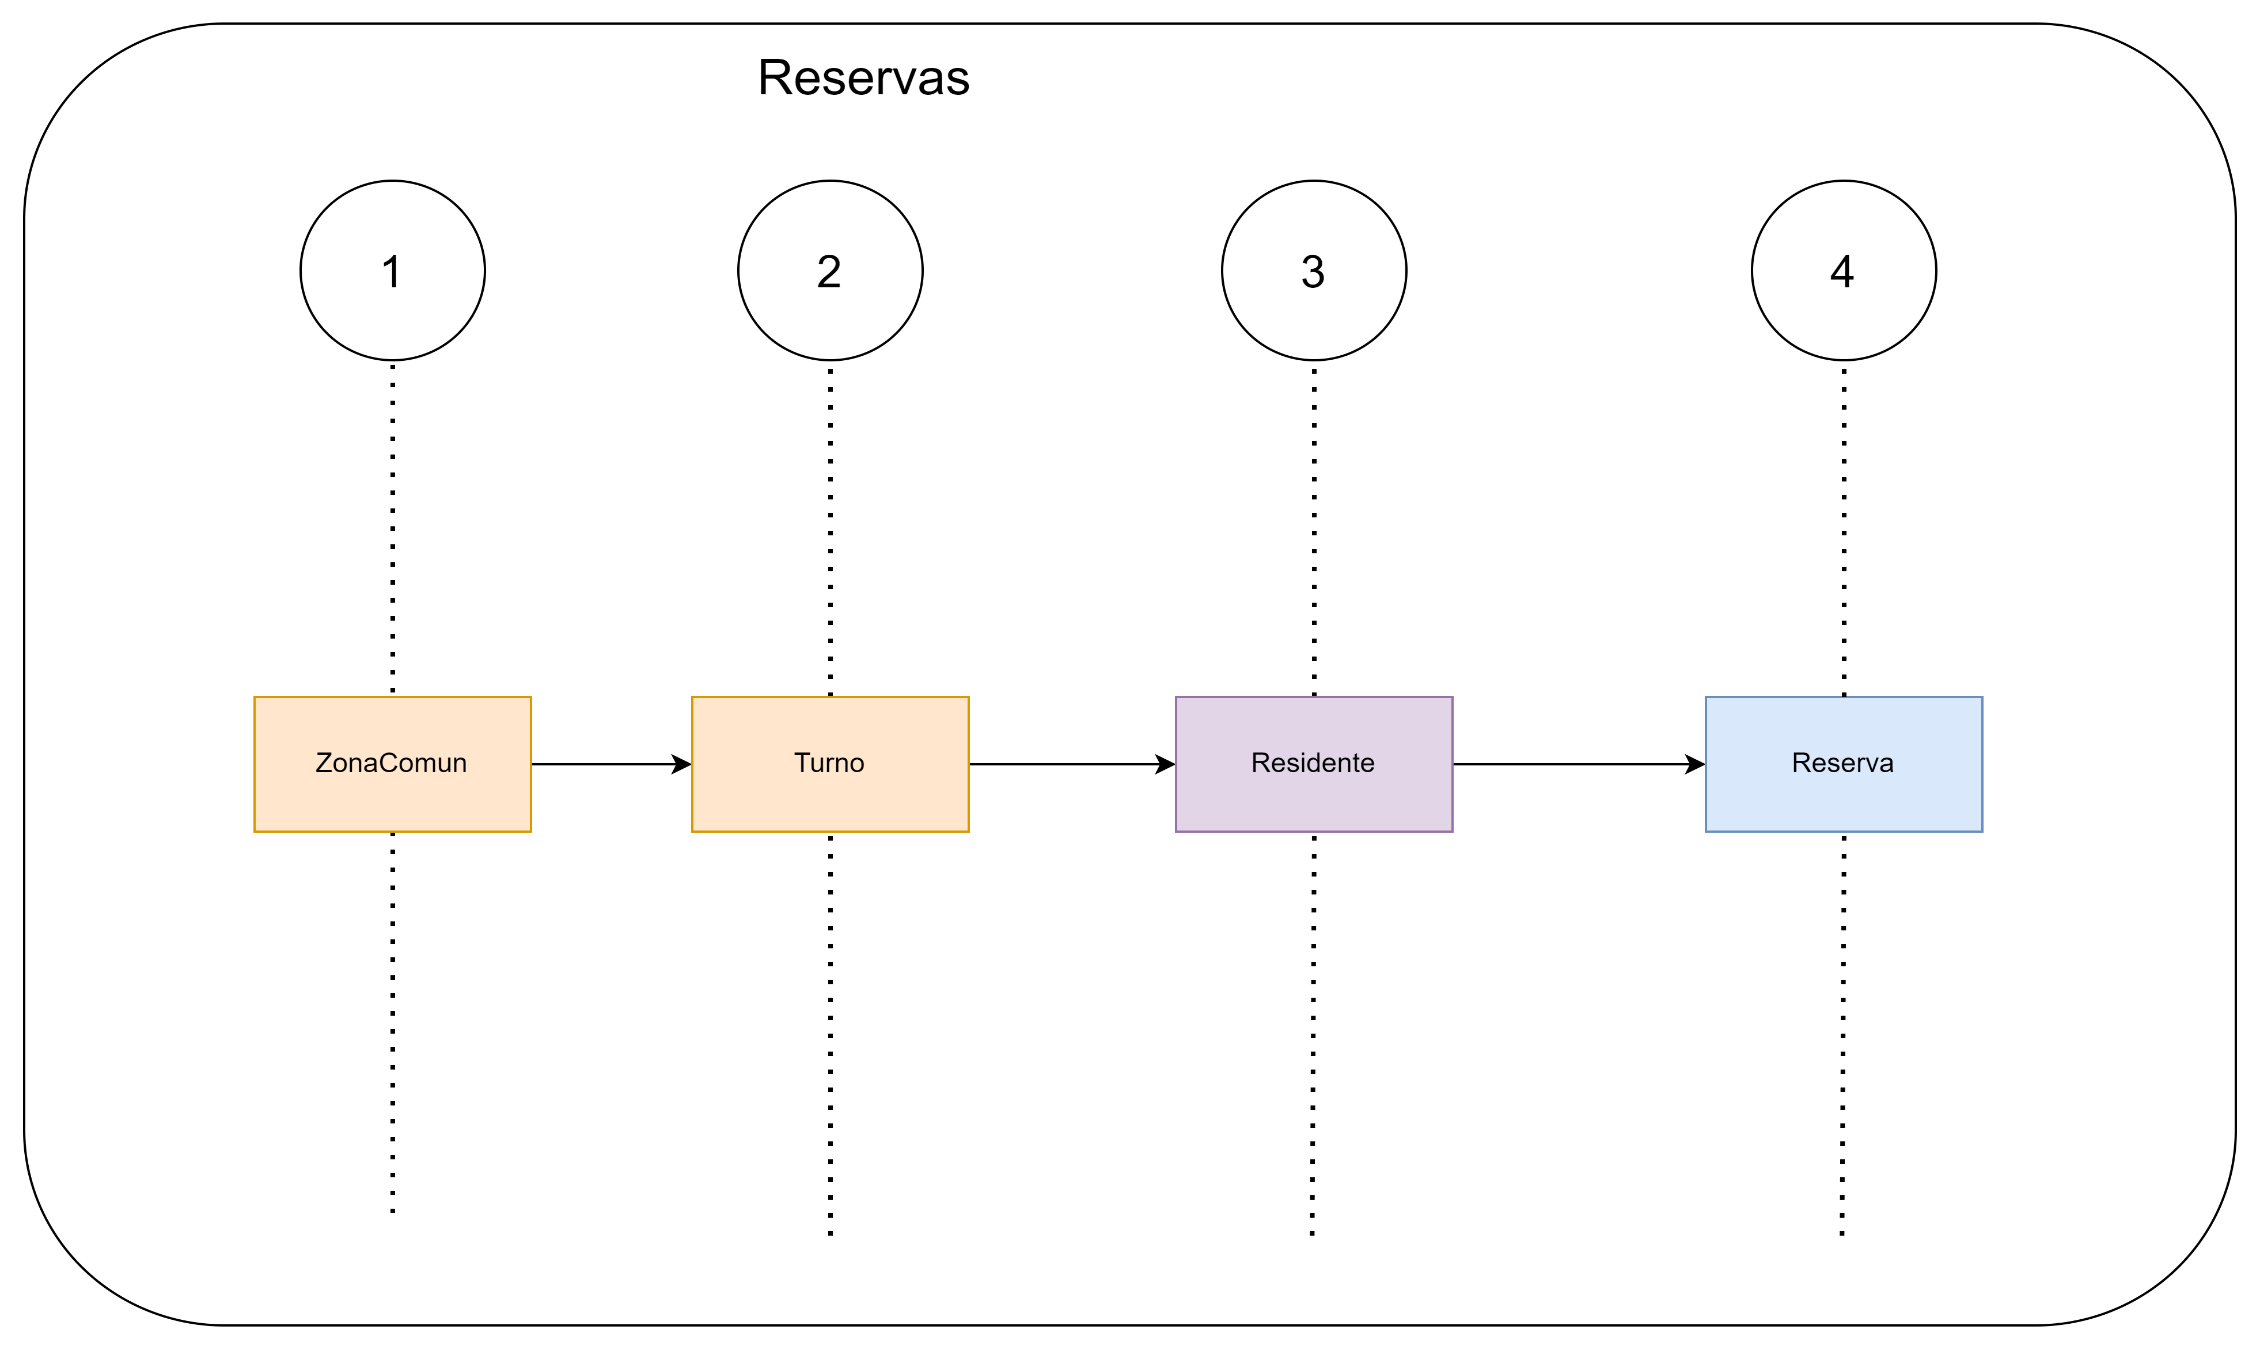 Reservas
1
2
3
4
ZonaComun
Turno
Residente
Reserva